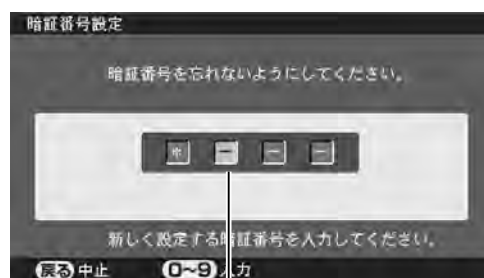 暗証番号設定
暗証番号を忘れないようにしてください。
* － － －
新しく設定する暗証番号を入力してください。
戻る 中止 0~9 入力